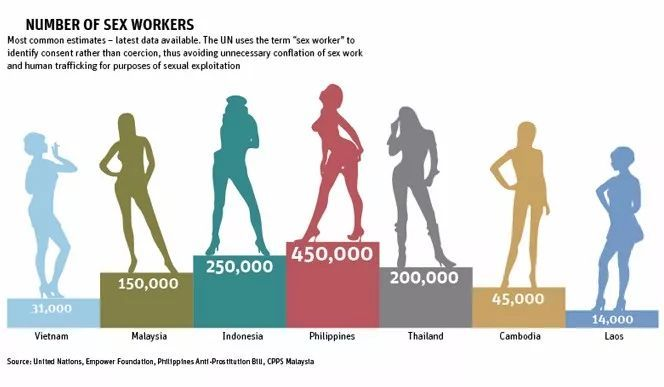 NUMBER OF SEX WORKERS
Most common estimates – latest data available. The UN uses the term "sex worker" to
identify consent rather than coercion, thus avoiding unnecessary conflation of sex work
and human trafficking for purposes of sexual exploitation
31,000
150,000
250,000
450,000
200,000
45,000
14,000
Vietnam
Malaysia
Indonesia
Philippines
Thailand
Cambodia
Laos
Source: United Nations, Empower Foundation, Philippines Anti-Prostitution Bill, CPPS Malaysia